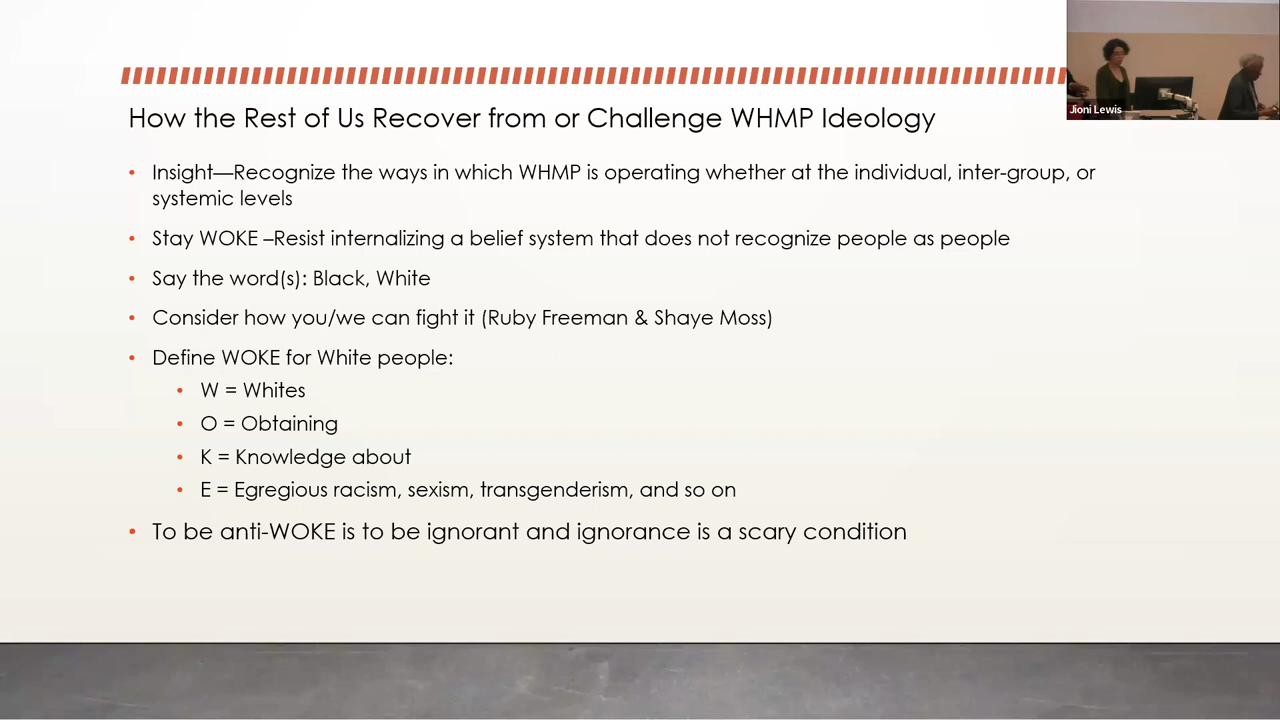 Jioni Lewis
How the Rest of Us Recover from or Challenge WHMP Ideology
• Insight—Recognize the ways in which WHMP is operating whether at the individual, inter-group, or
systemic levels
• Stay WOKE –Resist internalizing a belief system that does not recognize people as people
• Say the word(s): Black, White
• Consider how you/we can fight it (Ruby Freeman & Shaye Moss)
• Define WOKE for White people:
• W = Whites
• O = Obtaining
• K = Knowledge about
• E = Egregious racism, sexism, transgenderism, and so on
• To be anti-WOKE is to be ignorant and ignorance is a scary condition